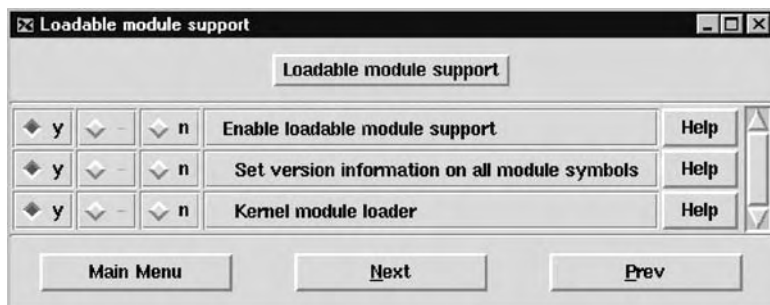 Loadable module support
Loadable module support
y - n Enable loadable module support Help
y - n Set version information on all module symbols Help
y - n Kernel module loader Help
Main Menu Next Prev